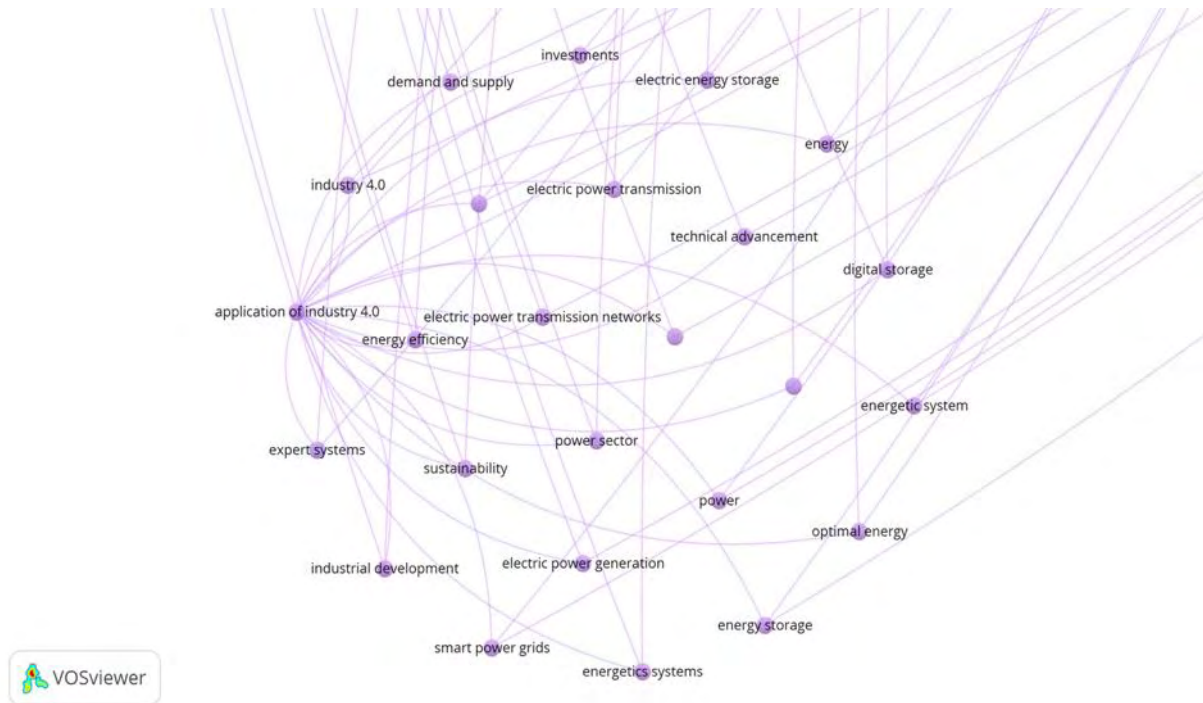 investments
demand and supply
electric energy storage
energy
industry 4.0
electric power transmission
technical advancement
digital storage
application of industry 4.0
electric power transmission networks
energy efficiency
energetic system
power sector
expert systems
sustainability
power
optimal energy
electric power generation
industrial development
energy storage
smart power grids
energetics systems
VOSviewer